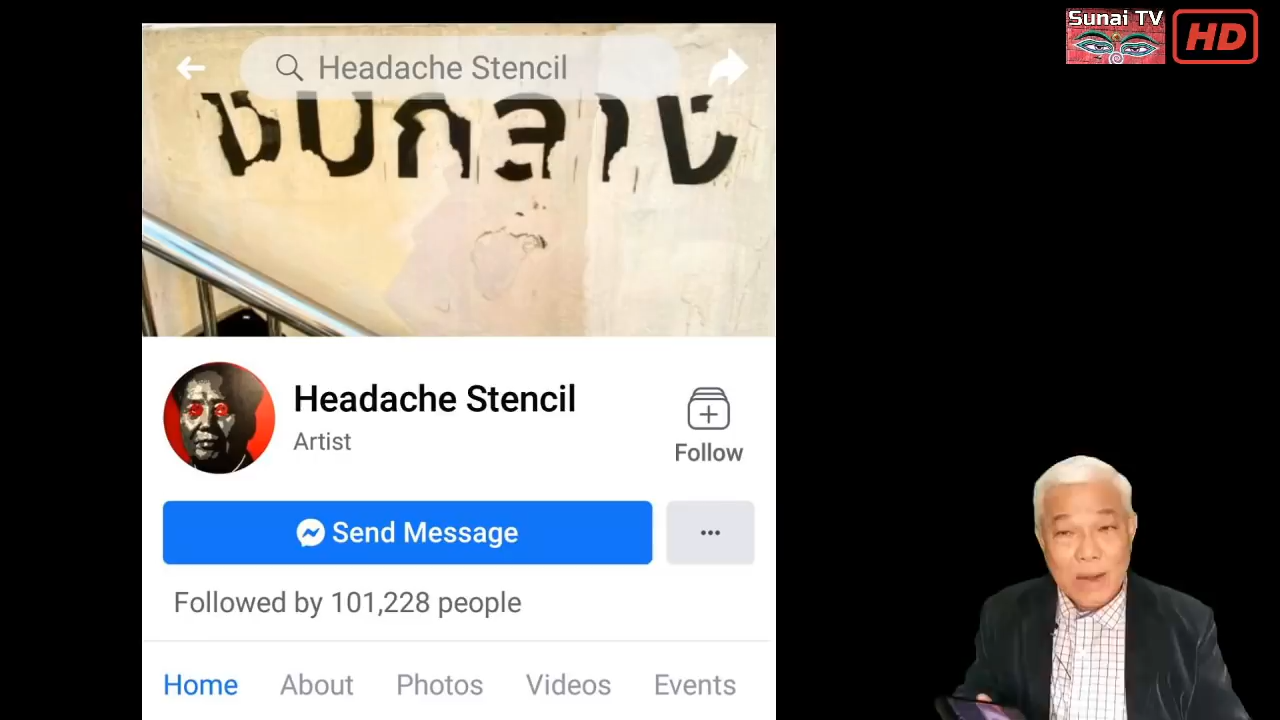 Sunai TV
HD
Headache Stencil
Headache Stencil
Artist
Follow
Send Message
Followed by 101,228 people
Home About Photos Videos Events